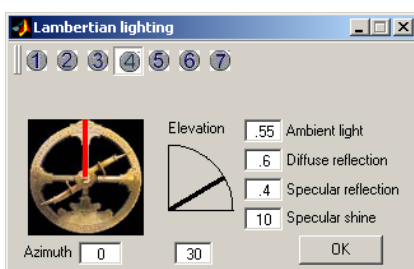 Lambertian lighting
1 2 3 4 5 6 7
Elevation
.55 Ambient light
.6 Diffuse reflection
.4 Specular reflection
10 Specular shine
Azimuth 0 30 OK